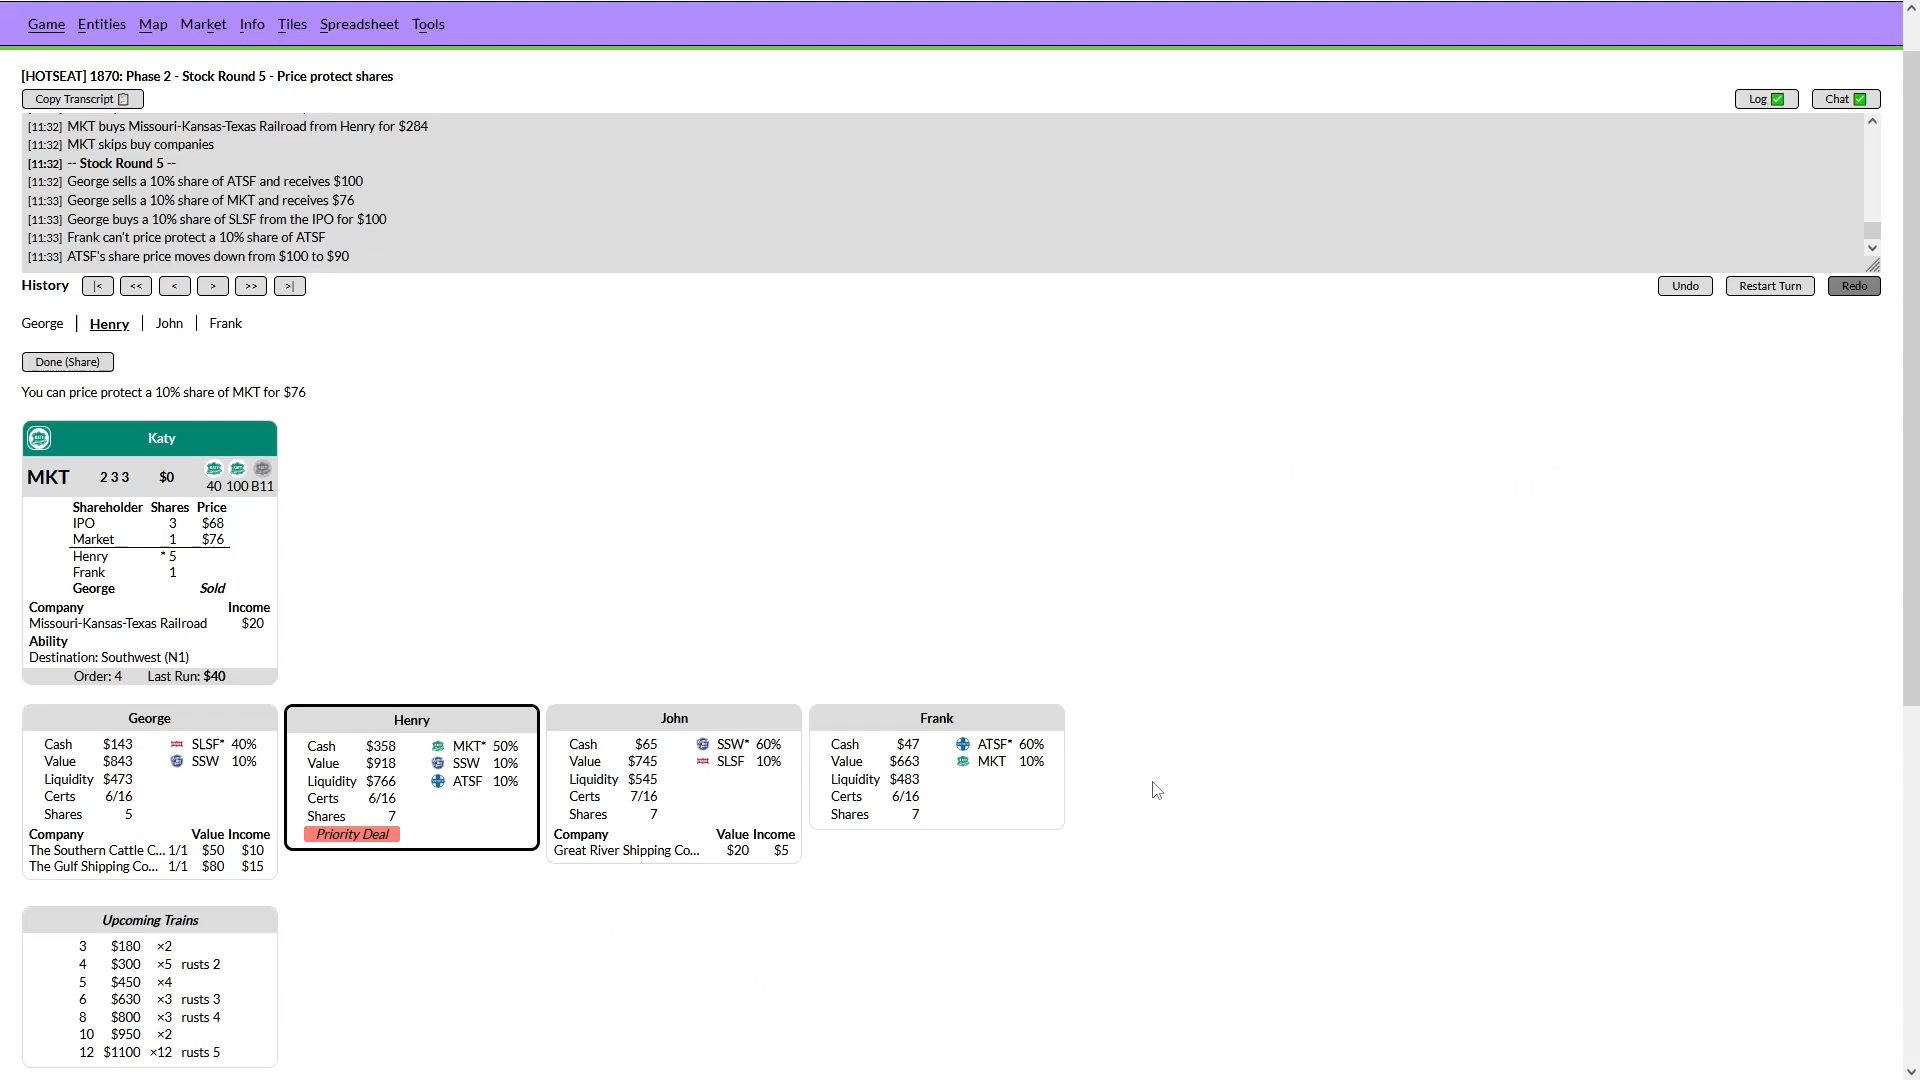 Game Entities Map Market Info Tiles Spreadsheet Tools
[HOTSEAT] 1870: Phase 2 - Stock Round 5 - Price protect shares
Copy Transcript Log Chat
[11:32] MKT buys Missouri-Kansas-Texas Railroad from Henry for $284
[11:32] MKT skips buy companies
[11:32] -- Stock Round 5 --
[11:32] George sells a 10% share of ATSF and receives $100
[11:33] George sells a 10% share of MKT and receives $76
[11:33] George buys a 10% share of SLSF from the IPO for $100
[11:33] Frank can't price protect a 10% share of ATSF
[11:33] ATSF's share price moves down from $100 to $90
History |< << < > >> >| Undo Restart Turn Redo
George | Henry | John | Frank
Done (Share)
You can price protect a 10% share of MKT for $76
Katy
MKT 2 3 3 $0 40 100 B11
Shareholder Shares Price
IPO 3 $68
Market 1 $76
Henry * 5
Frank 1
George Sold
Company Income
Missouri-Kansas-Texas Railroad $20
Ability
Destination: Southwest (N1)
Order: 4 Last Run: $40
George
Cash $143 SLSF* 40%
Value $843 SSW 10%
Liquidity $473
Certs 6/16
Shares 5
Company Value Income
The Southern Cattle C... 1/1 $50 $10
The Gulf Shipping Co... 1/1 $80 $15
Henry
Cash $358 MKT* 50%
Value $918 SSW 10%
Liquidity $766 ATSF 10%
Certs 6/16
Shares 7
Priority Deal
John
Cash $65 SSW* 60%
Value $745 SLSF 10%
Liquidity $545
Certs 7/16
Shares 7
Company Value Income
Great River Shipping Co... $20 $5
Frank
Cash $47 ATSF* 60%
Value $663 MKT 10%
Liquidity $483
Certs 6/16
Shares 7
Upcoming Trains
3 $180 ×2
4 $300 ×5 rusts 2
5 $450 ×4
6 $630 ×3 rusts 3
8 $800 ×3 rusts 4
10 $950 ×2
12 $1100 ×12 rusts 5